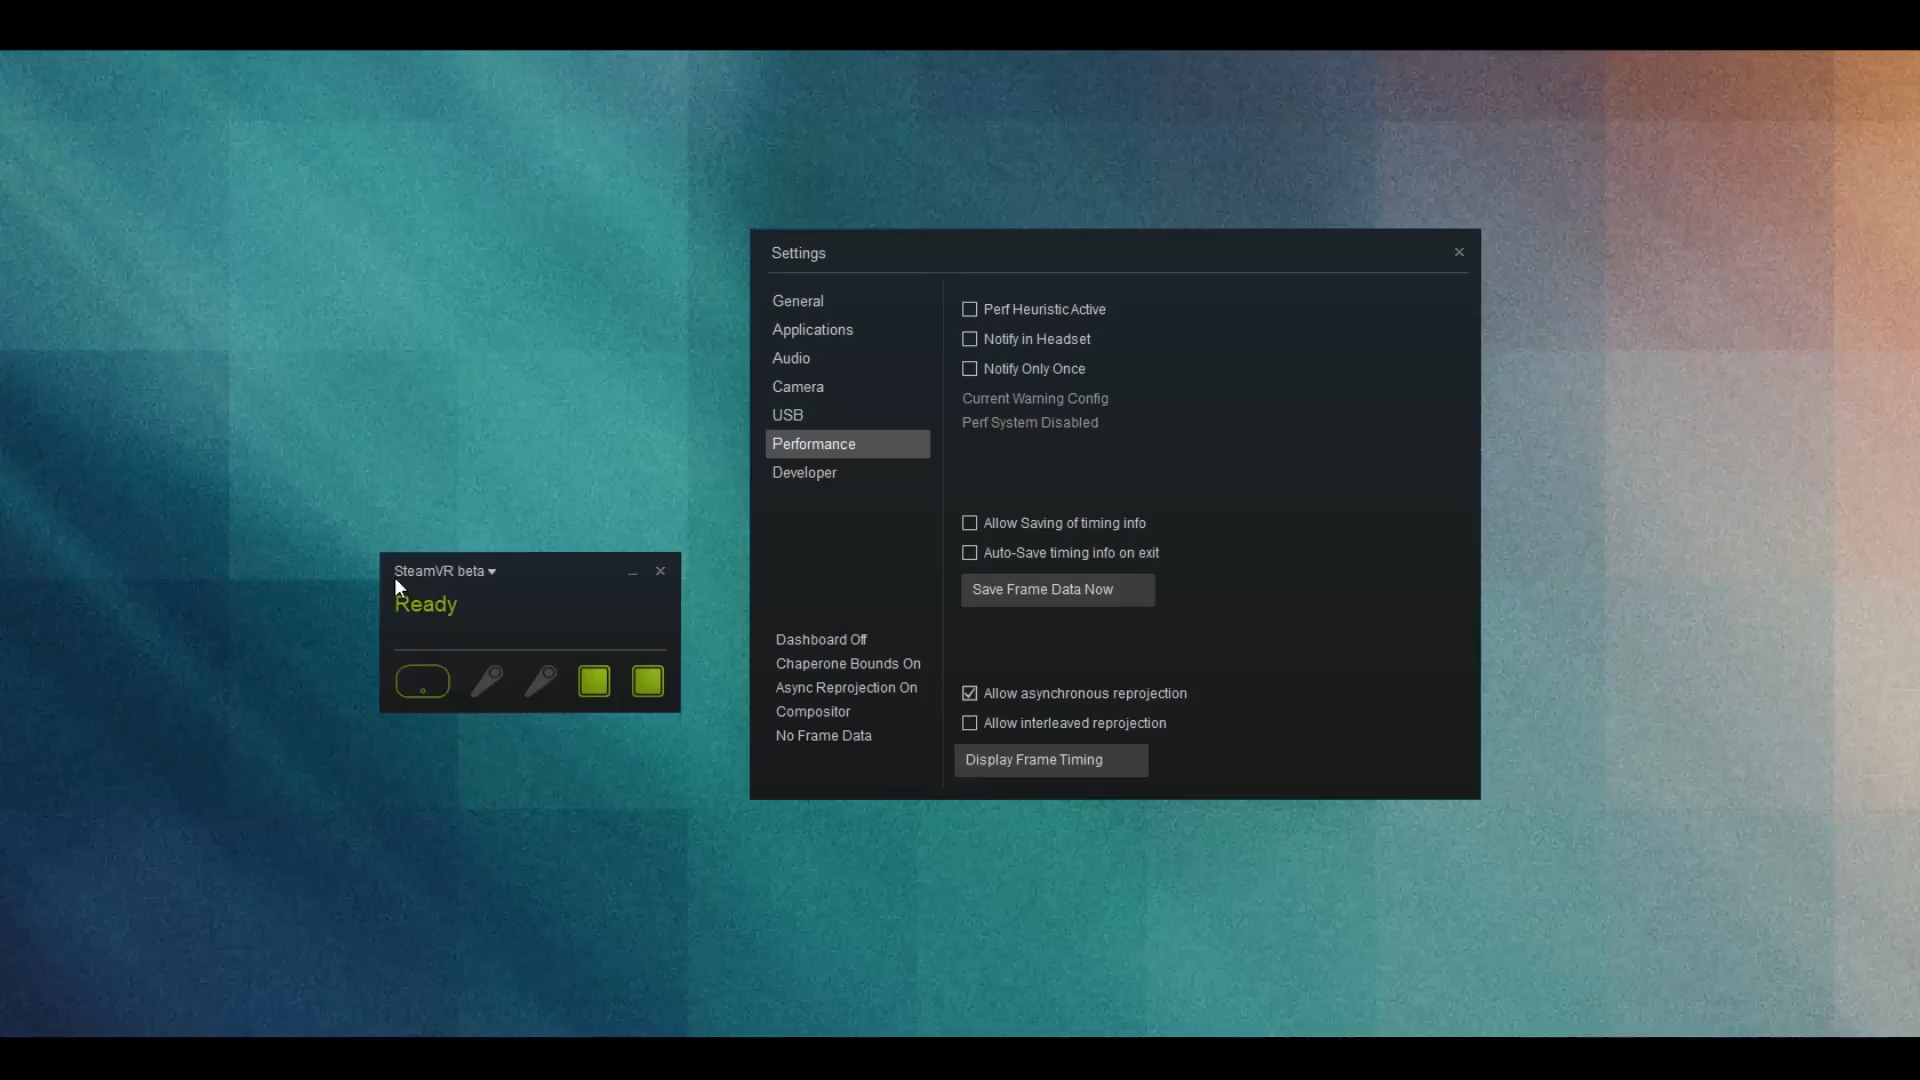 Settings
General
Applications
Audio
Camera
USB
Performance
Developer
Dashboard Off
Chaperone Bounds On
Async Reprojection On
Compositor
No Frame Data
Perf Heuristic Active
Notify in Headset
Notify Only Once
Current Warning Config
Perf System Disabled
Allow Saving of timing info
Auto-Save timing info on exit
Save Frame Data Now
Allow asynchronous reprojection
Allow interleaved reprojection
Display Frame Timing
SteamVR beta
Ready